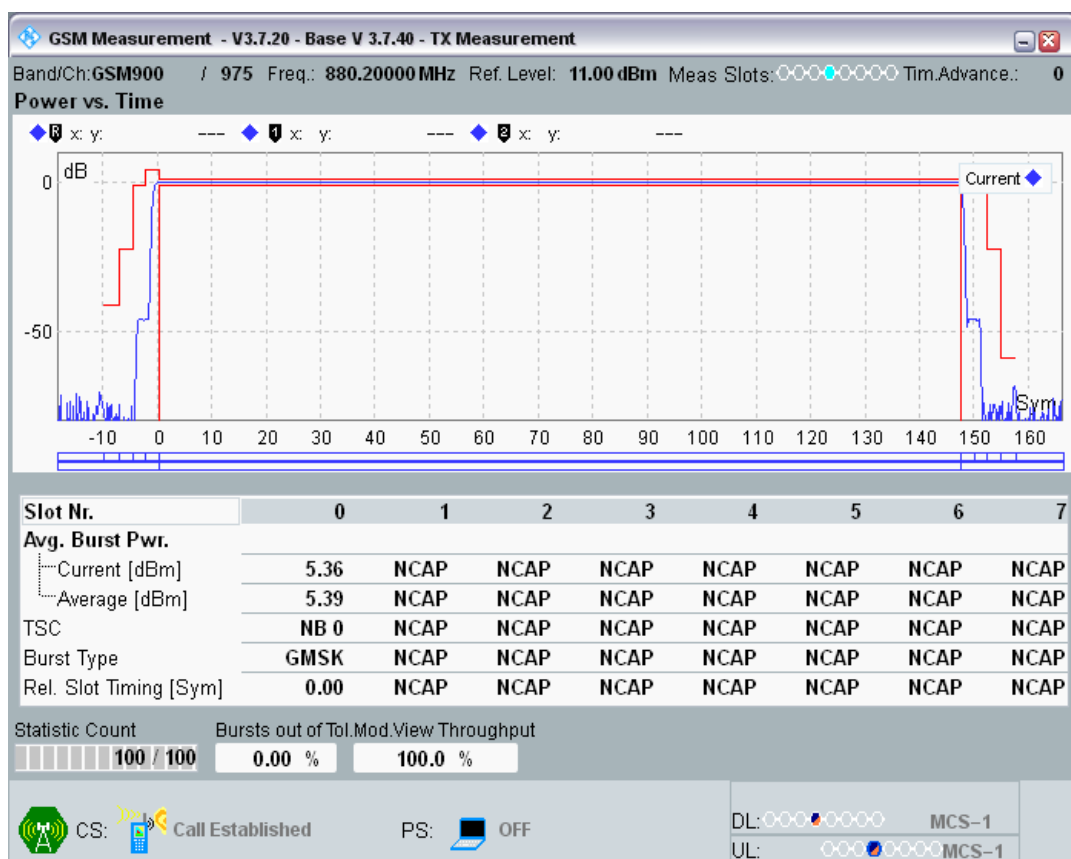 GSM Measurement - V3.7.20 - Base V 3.7.40 - TX Measurement
Band/Ch:GSM900 / 975 Freq.: 880.20000 MHz Ref. Level: 11.00 dBm Meas Slots: Tim.Advance.: 0
Power vs. Time
R x: y: --- 1 x: y: --- 2 x: y: ---
dB
Current
0
-50
Sym
-10 0 10 20 30 40 50 60 70 80 90 100 110 120 130 140 150 160
Slot Nr. 0 1 2 3 4 5 6 7
Avg. Burst Pwr.
Current [dBm] 5.36 NCAP NCAP NCAP NCAP NCAP NCAP NCAP
Average [dBm] 5.39 NCAP NCAP NCAP NCAP NCAP NCAP NCAP
TSC NB 0 NCAP NCAP NCAP NCAP NCAP NCAP NCAP
Burst Type GMSK NCAP NCAP NCAP NCAP NCAP NCAP NCAP
Rel. Slot Timing [Sym] 0.00 NCAP NCAP NCAP NCAP NCAP NCAP NCAP
Statistic Count Bursts out of Tol. Mod.View Throughput
100 / 100 0.00 % 100.0 %
CS: Call Established PS: OFF
DL: MCS-1
UL: MCS-1